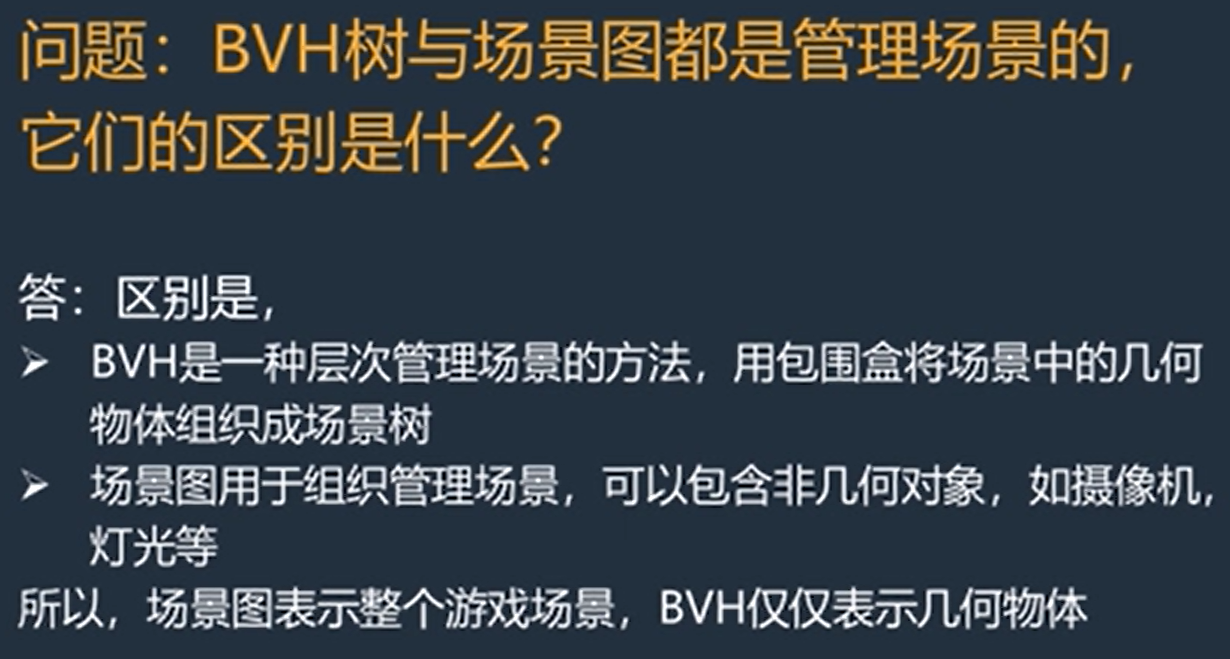 问题：BVH树与场景图都是管理场景的，
它们的区别是什么？
答：区别是，
➢ BVH是一种层次管理场景的方法，用包围盒将场景中的几何
物体组织成场景树
➢ 场景图用于组织管理场景，可以包含非几何对象，如摄像机，
灯光等
所以，场景图表示整个游戏场景，BVH仅仅表示几何物体